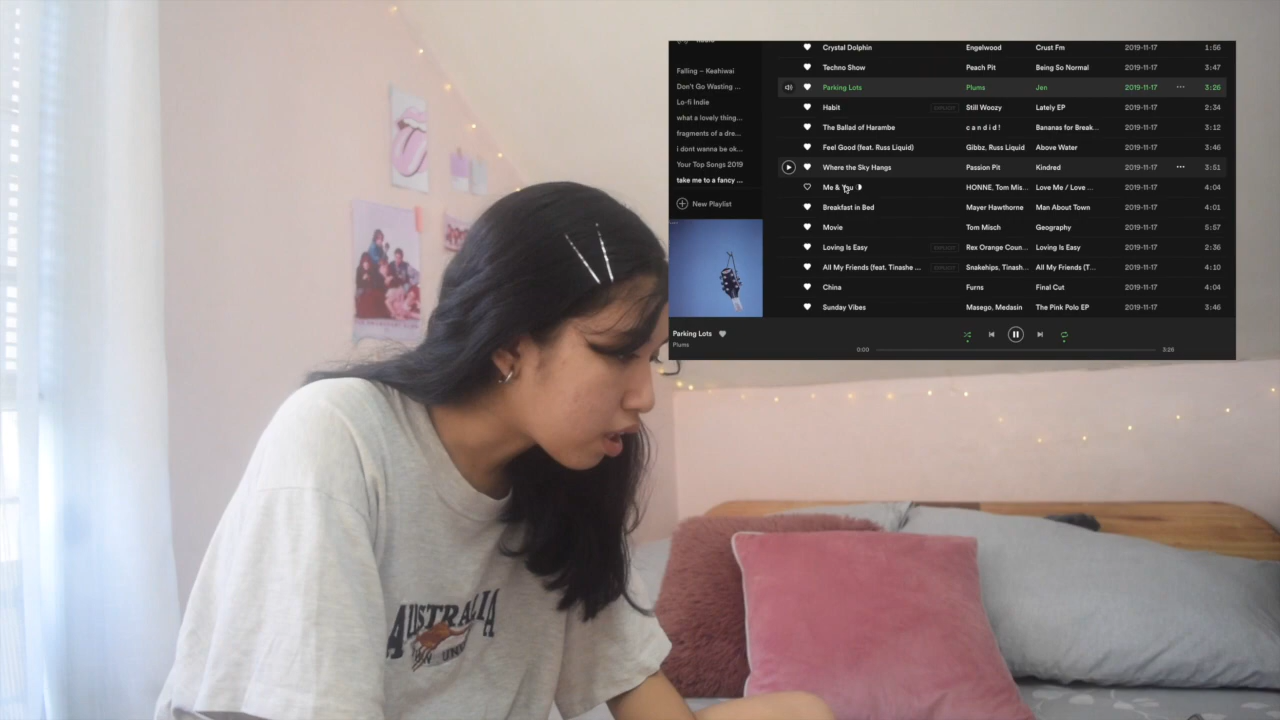 Crystal Dolphin Engelwood Crust Fm 2019-11-17 1:56
Techno Show Peach Pit Being So Normal 2019-11-17 3:47
Parking Lots Plums Jen 2019-11-17 ... 3:26
Habit EXPLICIT Still Woozy Lately EP 2019-11-17 2:34
The Ballad of Harambe c a n d i d ! Bananas for Break... 2019-11-17 3:12
Feel Good (feat. Russ Liquid) Gibbz, Russ Liquid Above Water 2019-11-17 3:46
Where the Sky Hangs Passion Pit Kindred 2019-11-17 ... 3:51
Me & You HONNE, Tom Mis... Love Me / Love ... 2019-11-17 4:04
Breakfast in Bed Mayer Hawthorne Man About Town 2019-11-17 4:01
Movie Tom Misch Geography 2019-11-17 5:57
Loving Is Easy EXPLICIT Rex Orange Coun... Loving Is Easy 2019-11-17 2:36
All My Friends (feat. Tinashe ... EXPLICIT Snakehips, Tinash... All My Friends (T... 2019-11-17 4:10
China Furns Final Cut 2019-11-17 4:04
Sunday Vibes Masego, Medasin The Pink Polo EP 2019-11-17 3:46
Falling – Keahiwai
Don't Go Wasting ...
Lo-fi Indie
what a lovely thing...
fragments of a dre...
i dont wanna be ok...
Your Top Songs 2019
take me to a fancy ...
New Playlist
Parking Lots
Plums
0:00 3:26
AUSTRALIA